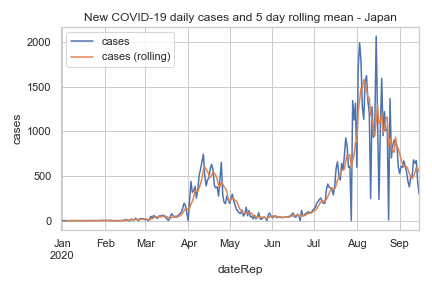 New COVID-19 daily cases and 5 day rolling mean - Japan
cases
cases (rolling)
2000
1500
1000
500
0
cases
Jan Feb Mar Apr May Jun Jul Aug Sep
2020
dateRep